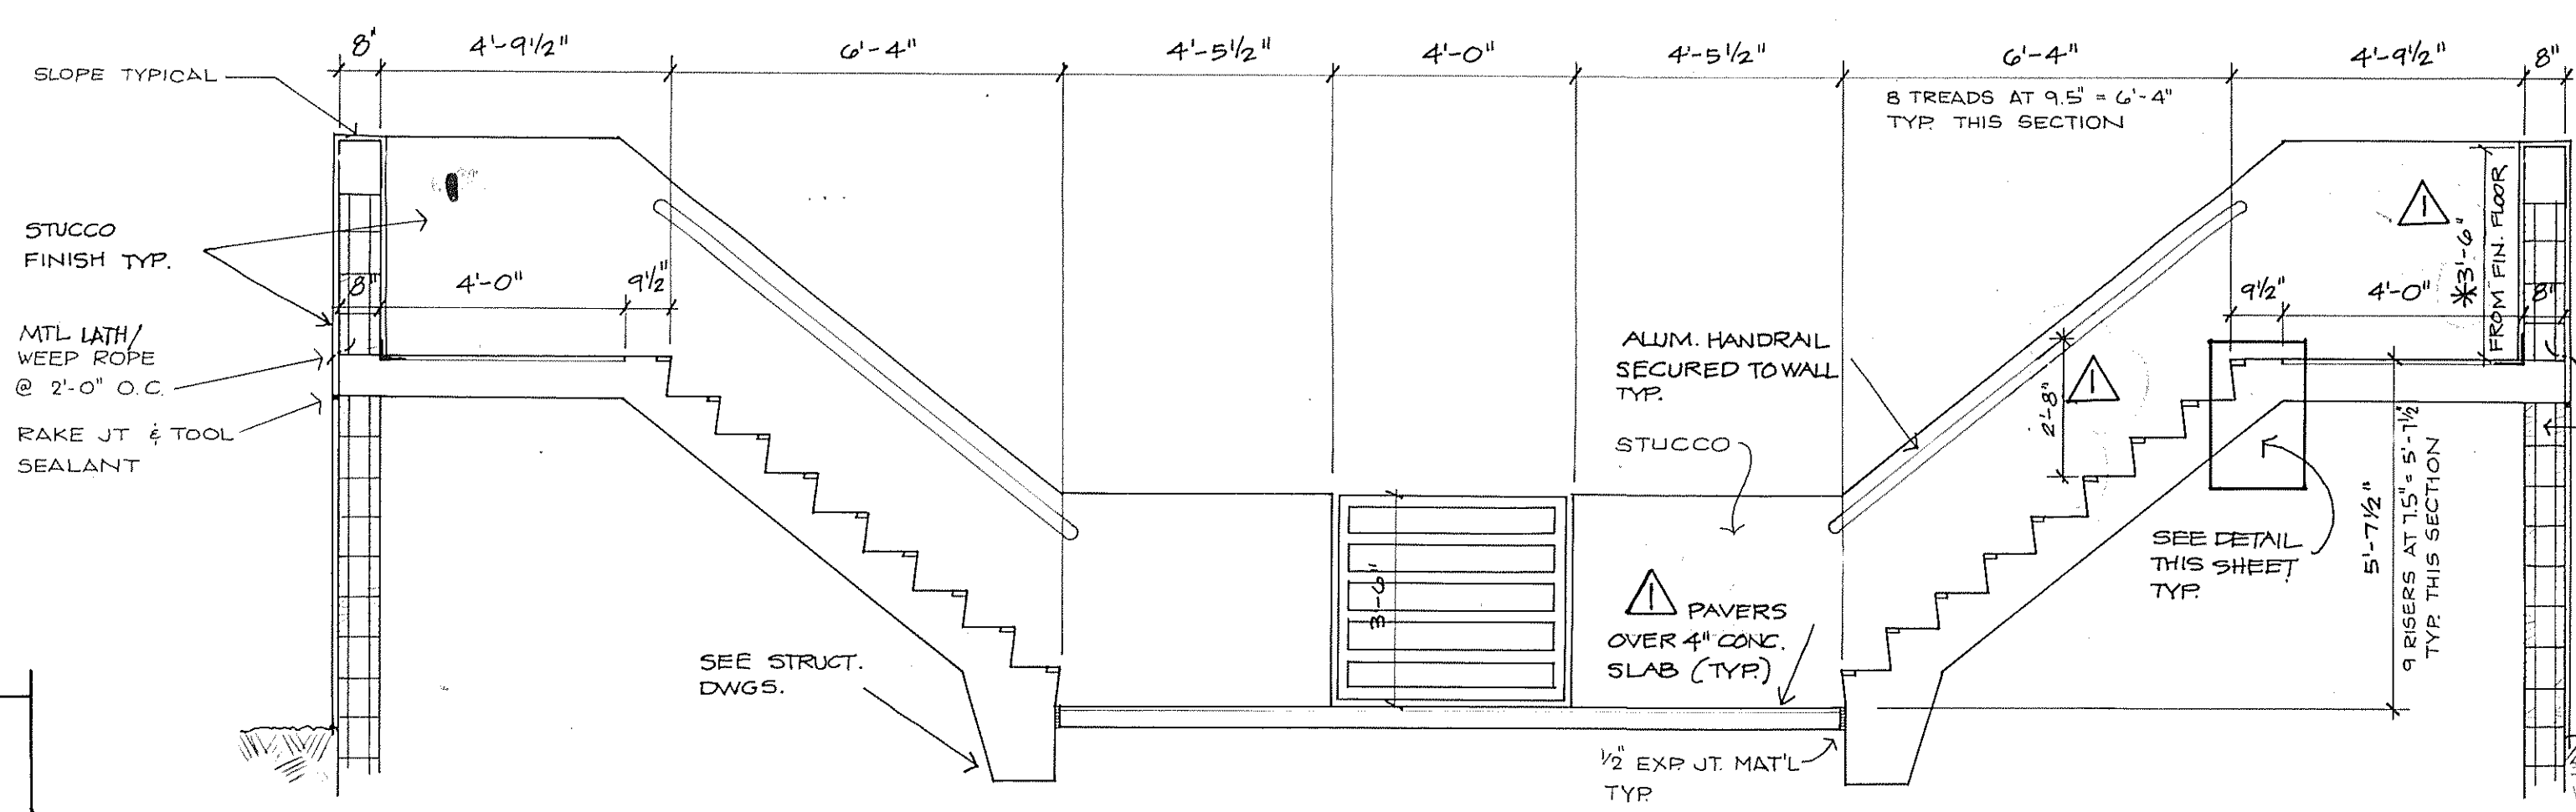 8" 4'-9½" 6'-4" 4'-5½" 4'-0" 4'-5½" 6'-4" 4'-9½" 8"
SLOPE TYPICAL
8 TREADS AT 9.5" = 6'-4"
TYP. THIS SECTION
STUCCO
FINISH TYP.
8" 4'-0" 9½"
MTL LATH/
WEEP ROPE
@ 2'-0" O.C.
RAKE JT & TOOL
SEALANT
SEE STRUCT.
DWGS.
3'-6"
ALUM. HANDRAIL
SECURED TO WALL
TYP.
STUCCO
1 PAVERS
OVER 4" CONC.
SLAB (TYP.)
½" EXP. JT. MAT'L
TYP.
2'-8"
1
1
*3'-6"
FROM FIN. FLOOR
9½" 4'-0" 8"
SEE DETAIL
THIS SHEET
TYP.
5'-7½"
9 RISERS AT 7.5" = 5'-7½"
TYP. THIS SECTION